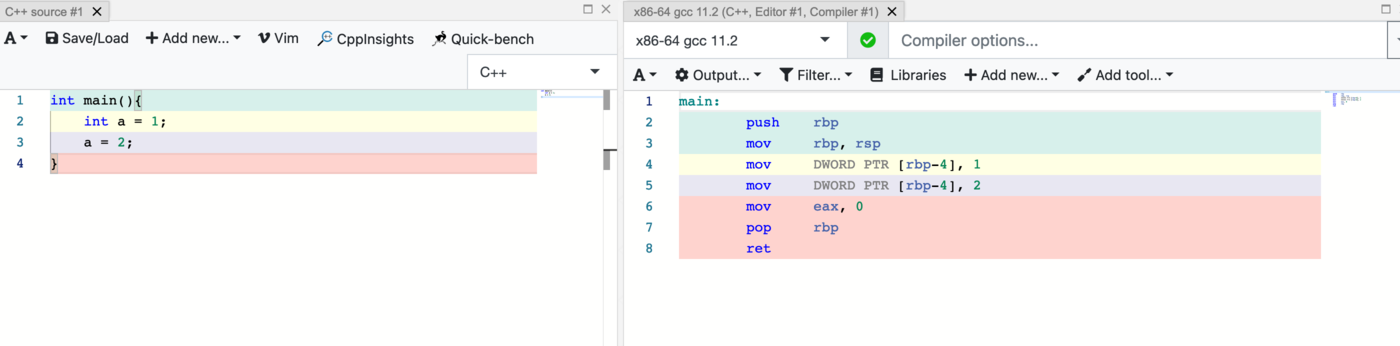 C++ source #1 X
A Save/Load + Add new... Vim CppInsights Quick-bench
C++
1 int main(){
2 int a = 1;
3 a = 2;
4 }
x86-64 gcc 11.2 (C++, Editor #1, Compiler #1) X
x86-64 gcc 11.2 Compiler options...
A Output... Filter... Libraries + Add new... Add tool...
1 main:
2 push rbp
3 mov rbp, rsp
4 mov DWORD PTR [rbp-4], 1
5 mov DWORD PTR [rbp-4], 2
6 mov eax, 0
7 pop rbp
8 ret